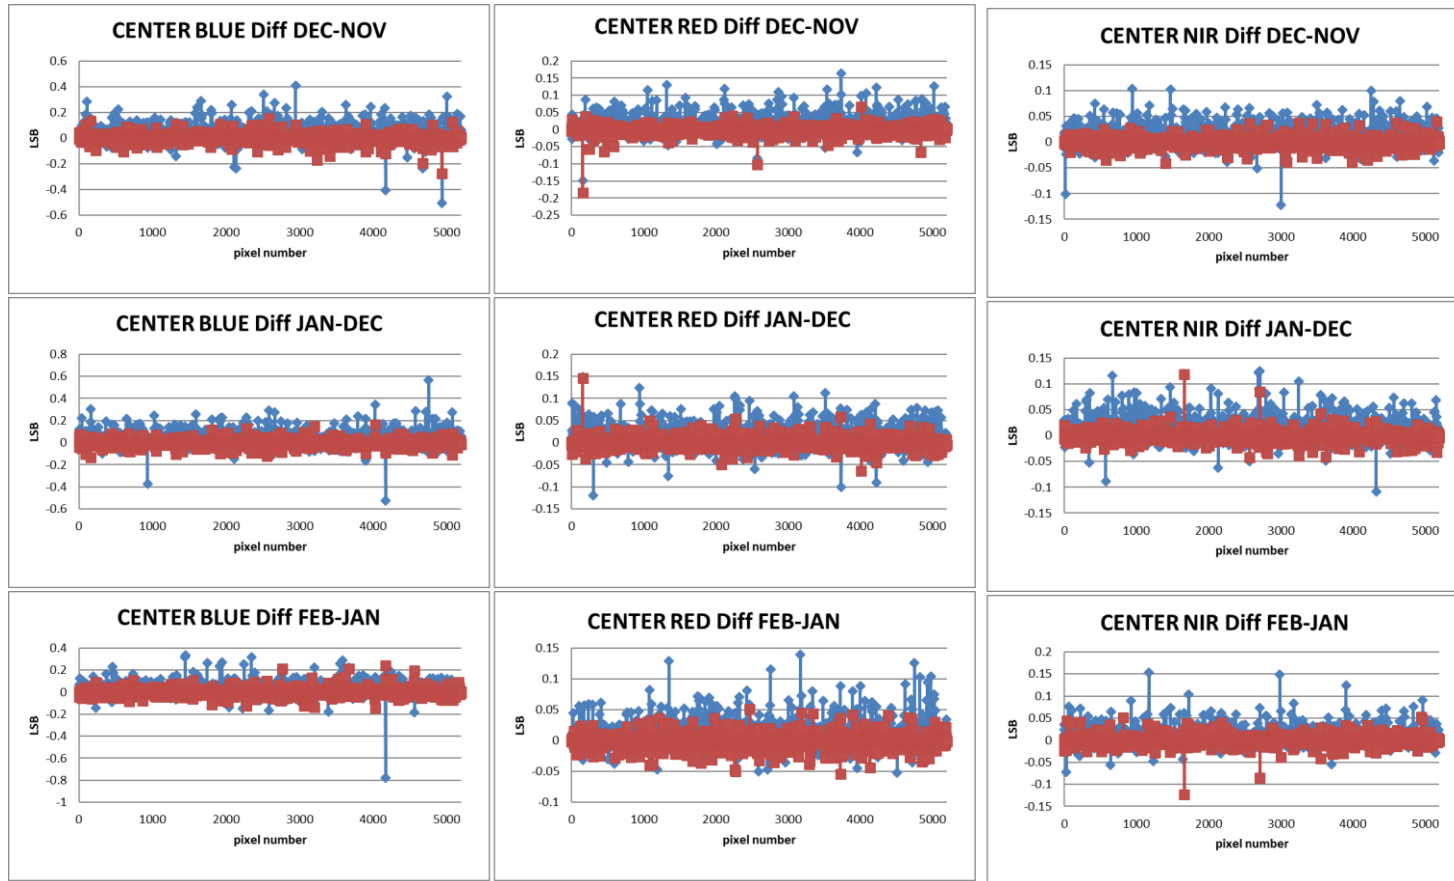 CENTER BLUE Diff DEC-NOV
0.6
0.4
0.2
0
-0.2
-0.4
-0.6
LSB
0 1000 2000 3000 4000 5000
pixel number
CENTER RED Diff DEC-NOV
0.2
0.15
0.1
0.05
0
-0.05
-0.1
-0.15
-0.2
-0.25
LSB
0 1000 2000 3000 4000 5000
pixel number
CENTER NIR Diff DEC-NOV
0.15
0.1
0.05
0
-0.05
-0.1
-0.15
LSB
0 1000 2000 3000 4000 5000
pixel number
CENTER BLUE Diff JAN-DEC
0.8
0.6
0.4
0.2
0
-0.2
-0.4
-0.6
LSB
0 1000 2000 3000 4000 5000
pixel number
CENTER RED Diff JAN-DEC
0.2
0.15
0.1
0.05
0
-0.05
-0.1
-0.15
LSB
0 1000 2000 3000 4000 5000
pixel number
CENTER NIR Diff JAN-DEC
0.15
0.1
0.05
0
-0.05
-0.1
-0.15
LSB
0 1000 2000 3000 4000 5000
pixel number
CENTER BLUE Diff FEB-JAN
0.4
0.2
0
-0.2
-0.4
-0.6
-0.8
-1
LSB
0 1000 2000 3000 4000 5000
pixel number
CENTER RED Diff FEB-JAN
0.15
0.1
0.05
0
-0.05
-0.1
LSB
0 1000 2000 3000 4000 5000
pixel number
CENTER NIR Diff FEB-JAN
0.2
0.15
0.1
0.05
0
-0.05
-0.1
-0.15
LSB
0 1000 2000 3000 4000 5000
pixel number